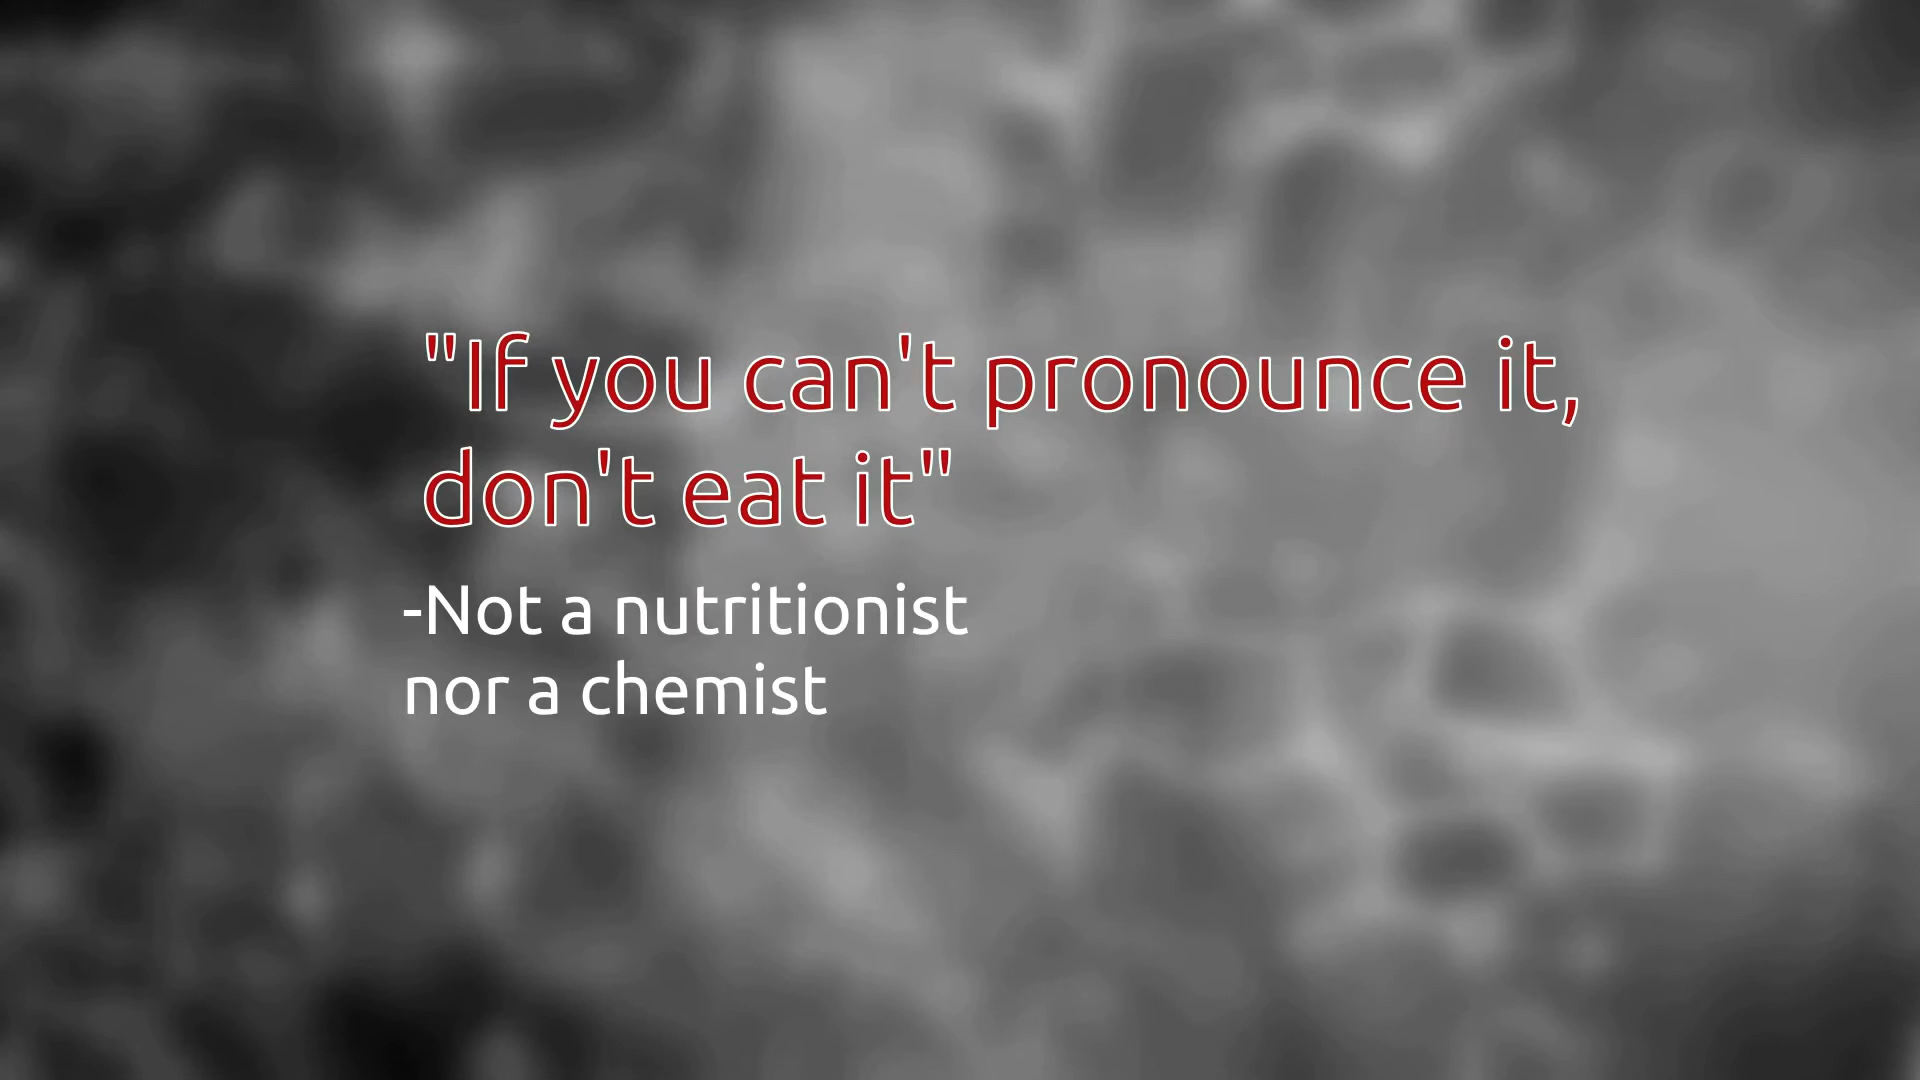 "If you can't pronounce it,
don't eat it"
-Not a nutritionist
nor a chemist